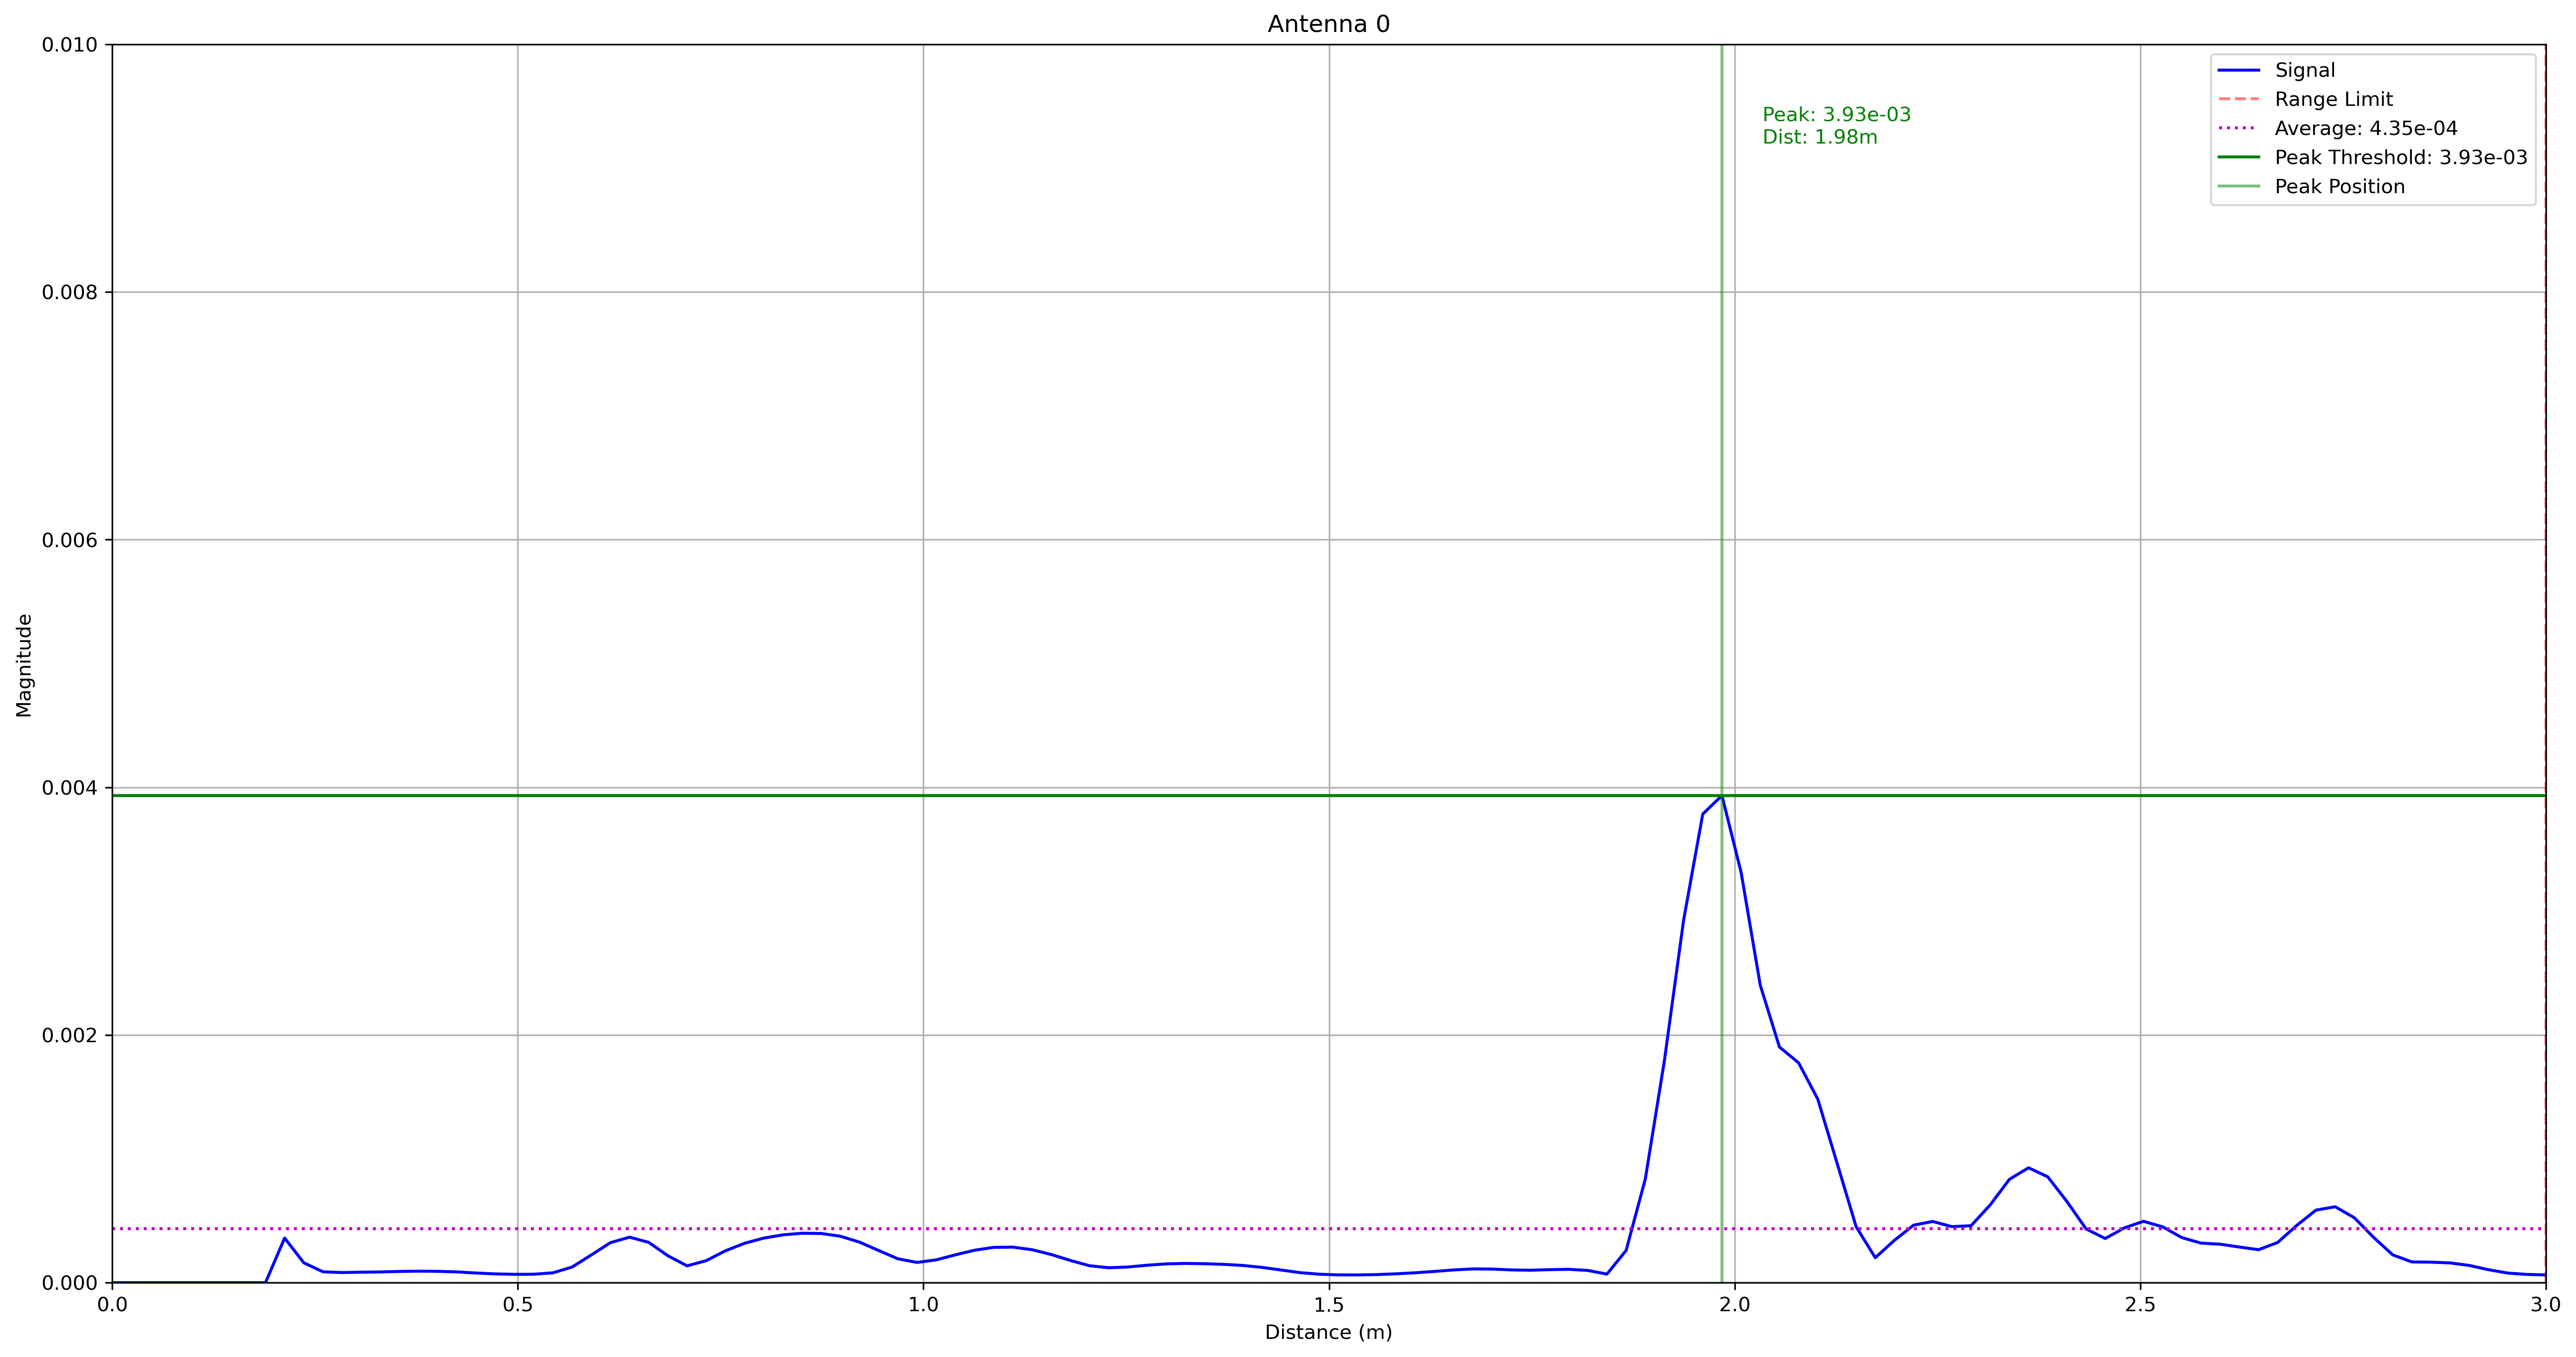 Antenna 0
0.010
0.008
0.006
0.004
0.002
0.000
Magnitude
Peak: 3.93e-03
Dist: 1.98m
Signal
Range Limit
Average: 4.35e-04
Peak Threshold: 3.93e-03
Peak Position
0.0 0.5 1.0 1.5 2.0 2.5 3.0
Distance (m)